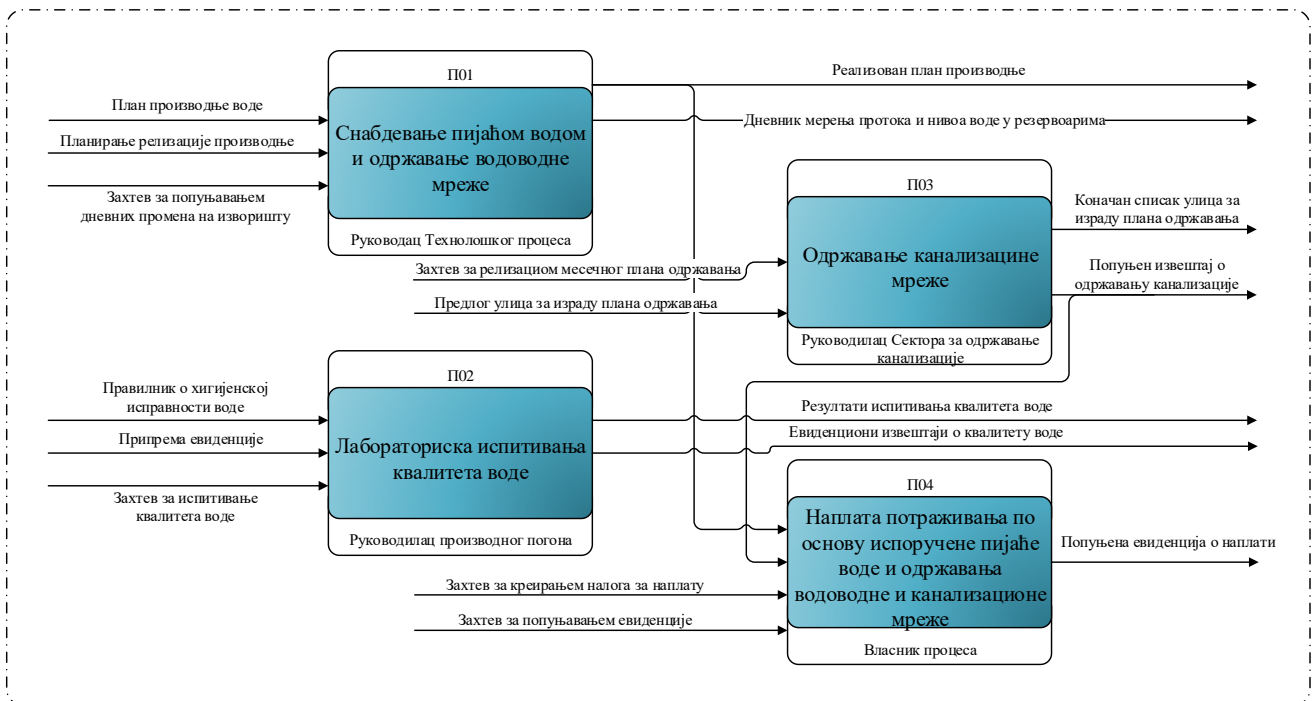 П01
План производње воде
Планирање релизације производње
Захтев за попуњавањем
дневних промена на изворишту
Снабдевање пијаћом водом
и одржавање водоводне
мреже
Руководац Технолошког процеса
Реализован план производње
Дневник мерења протока и нивоа воде у резервоарима
П03
Захтев за релизациом месечног плана одржавања
Предлог улица за израду плана одржавања
Одржавање канализацине
мреже
Руководилац Сектора за одржавање
канализације
Коначан списак улица за
израду плана одржавања
Попуњен извештај о
одржавању канализације
П02
Правилник о хигијенској
исправности воде
Припрема евиденције
Захтев за испитивање
квалитета воде
Лабораториска испитивања
квалитета воде
Руководилац производног погона
Резултати испитивања квалитета воде
Евиденциони извештаји о квалитету воде
П04
Захтев за креирањем налога за наплату
Захтев за попуњавањем евиденције
Наплата потраживања по
основу испоручене пијаће
воде и одржавања
водоводне и канализационе
мреже
Власник процеса
Попуњена евиденција о наплати